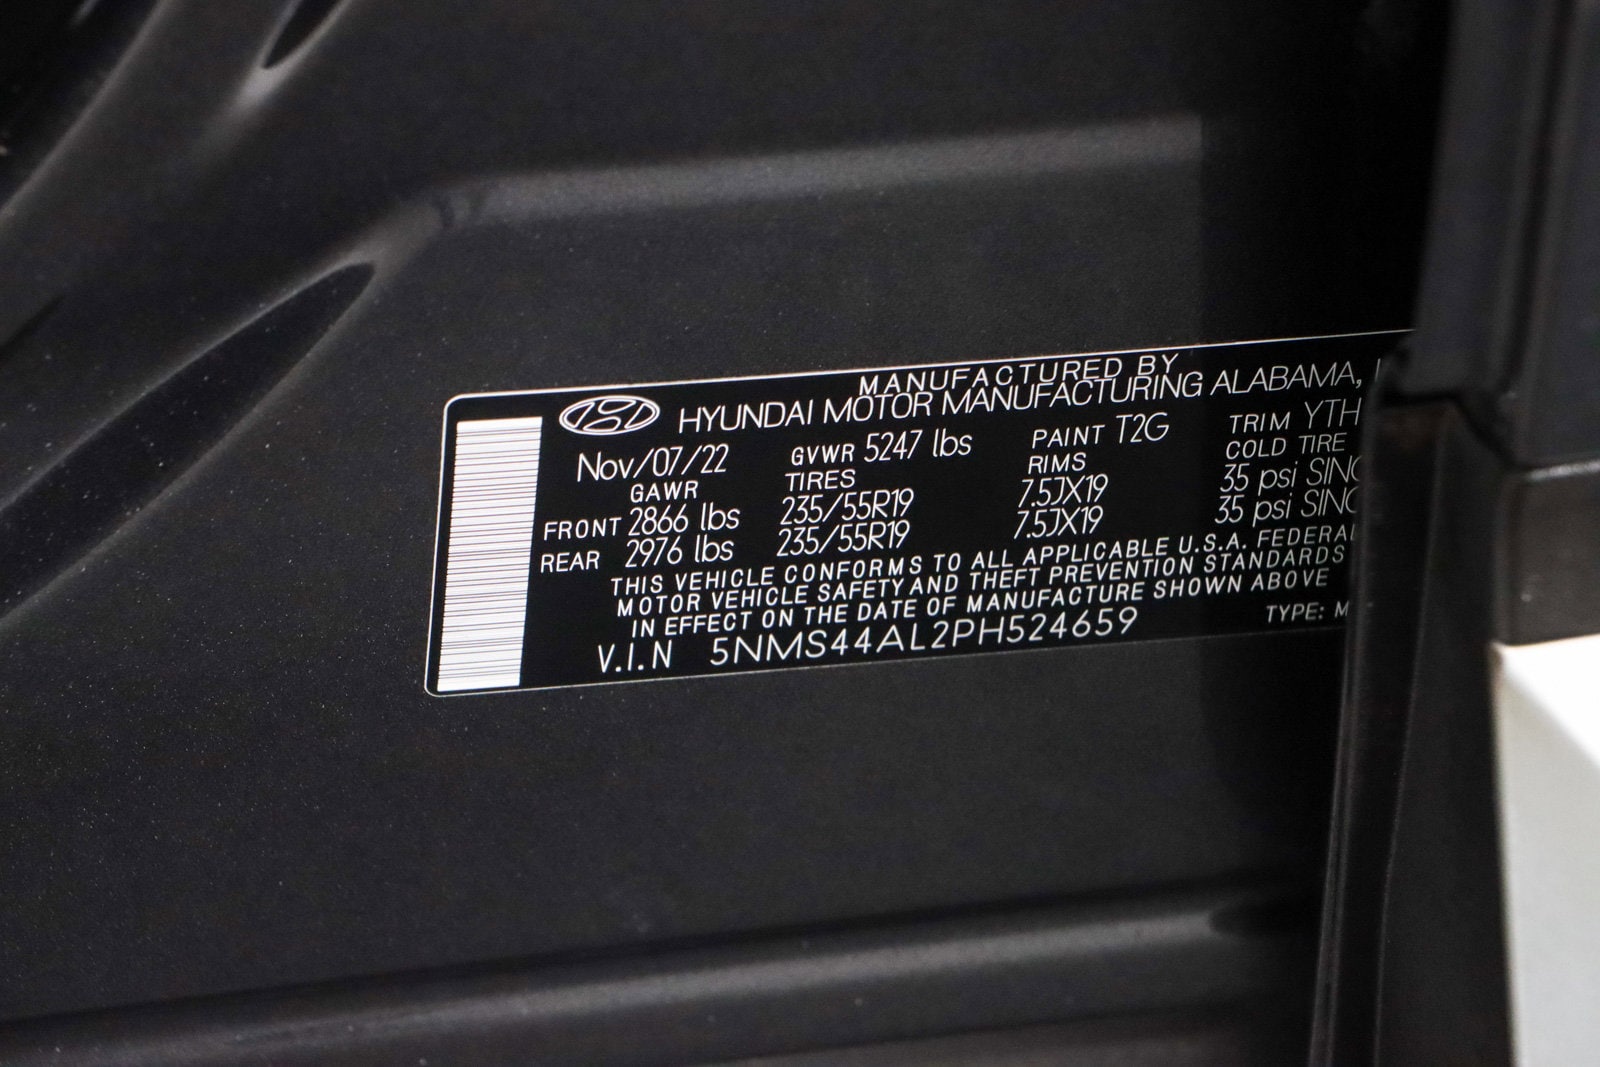 MANUFACTURED BY
HYUNDAI MOTOR MANUFACTURING ALABAMA,
Nov/07/22 GVWR 5247 lbs PAINT T2G TRIM YTH
GAWR TIRES RIMS COLD TIRE
FRONT 2866 lbs 235/55R19 7.5JX19 35 psi
REAR 2976 lbs 235/55R19 7.5JX19 35 psi
THIS VEHICLE CONFORMS TO ALL APPLICABLE U.S.A. FEDERAL
MOTOR VEHICLE SAFETY AND THEFT PREVENTION STANDARDS
IN EFFECT ON THE DATE OF MANUFACTURE SHOWN ABOVE
V.I.N 5NMS44AL2PH524659 TYPE: